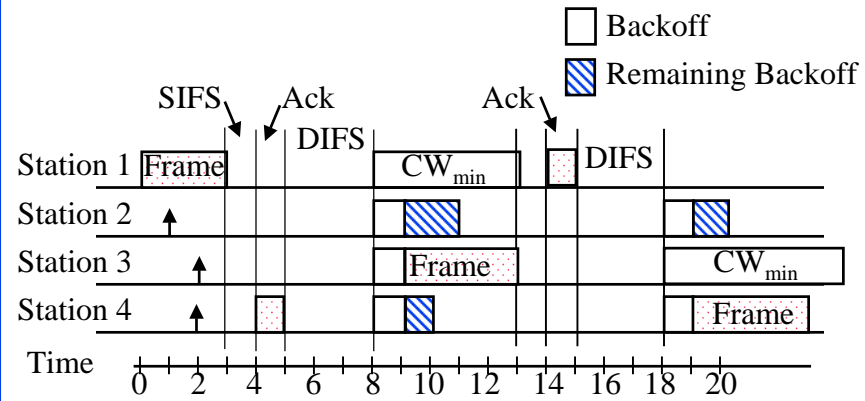 Backoff
Remaining Backoff
SIFS Ack Ack
DIFS
Station 1 Frame CWmin DIFS
Station 2
Station 3 Frame CWmin
Station 4 Frame
Time
0 2 4 6 8 10 12 14 16 18 20